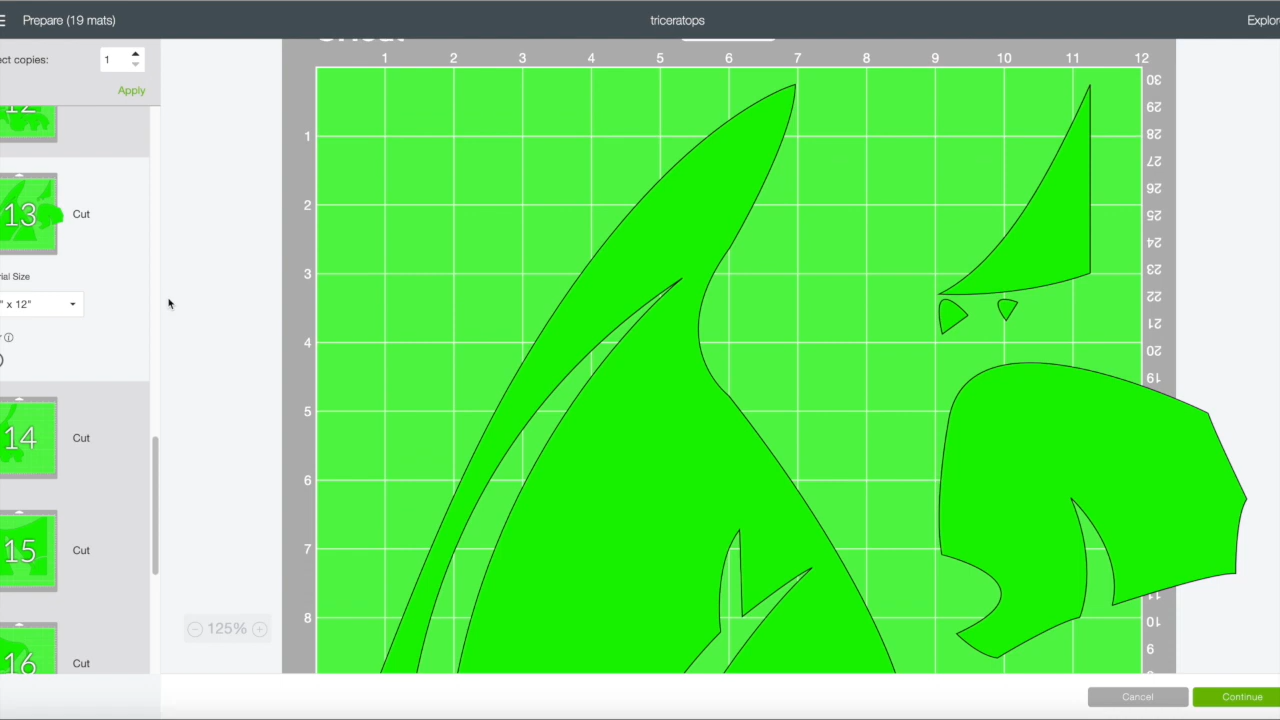 Prepare (19 mats)
triceratops
Explor
ect copies:
1
Apply
12
13
Cut
rial Size
" x 12"
14
Cut
15
Cut
16
Cut
Cricut
1 2 3 4 5 6 7 8 9 10 11 12
1
2
3
4
5
6
7
8
30
29
28
27
26
25
24
23
22
21
20
19
11
10
9
125%
Cancel
Continue